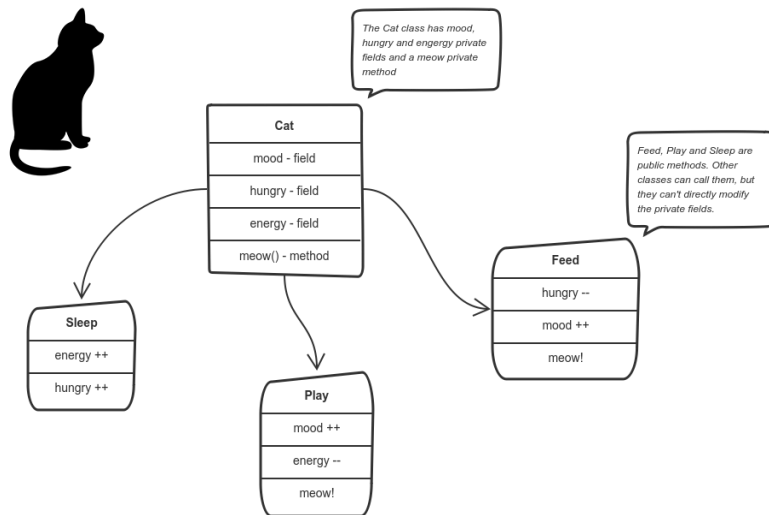 The Cat class has mood,
hungry and engergy private
fields and a meow private
method
Cat
mood - field
hungry - field
energy - field
meow() - method
Feed, Play and Sleep are
public methods. Other
classes can call them, but
they can't directly modify
the private fields.
Feed
hungry --
mood ++
meow!
Sleep
energy ++
hungry ++
Play
mood ++
energy --
meow!